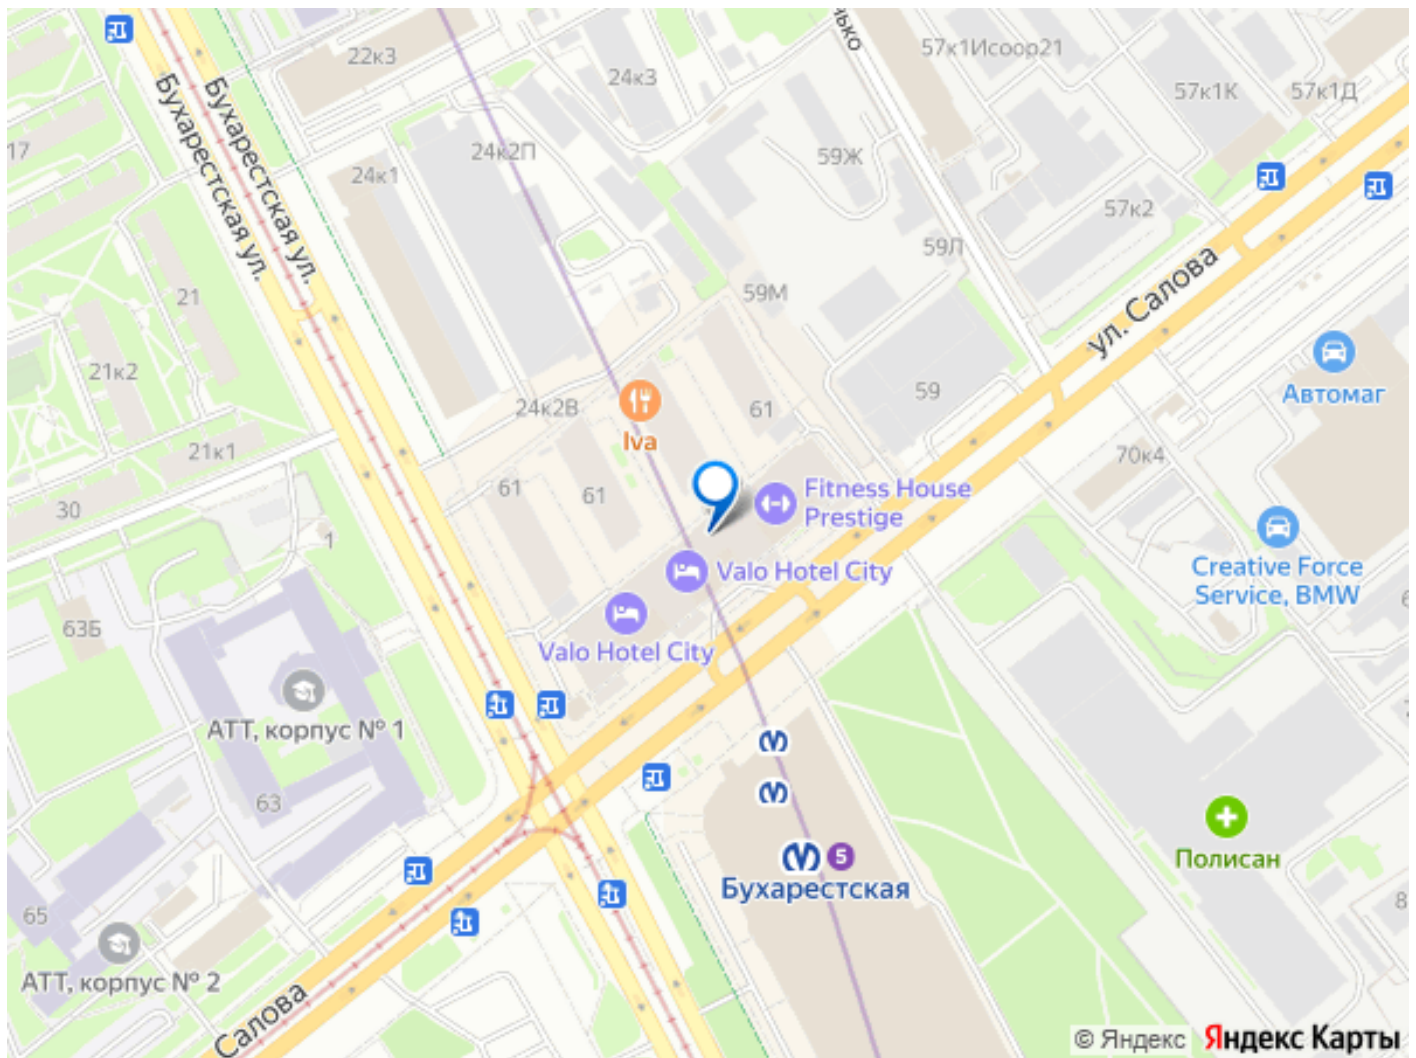 22к3
24к3
57к1Исоор21
57к1К
57к1Д
Бухарестская ул.
Бухарестская ул.
17
24к1
24к2П
59Ж
57к2
59Л
ул. Салова
21
59М
21к2
Автомаг
Iva
24к2В
61
59
21к1
70к4
30
61
61
Fitness House
Prestige
1
Valo Hotel City
Creative Force
Service, BMW
63Б
Valo Hotel City
АТТ, корпус № 1
63
Полисан
5
Бухарестская
65
8
АТТ, корпус № 2
Салова
© Яндекс Яндекс Карты